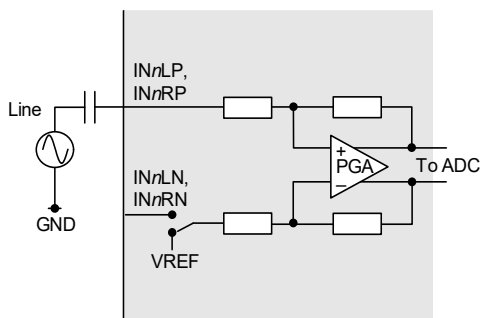 INnLP,
INnRP
Line
+
PGA
−
To ADC
INnLN,
INnRN
GND
VREF